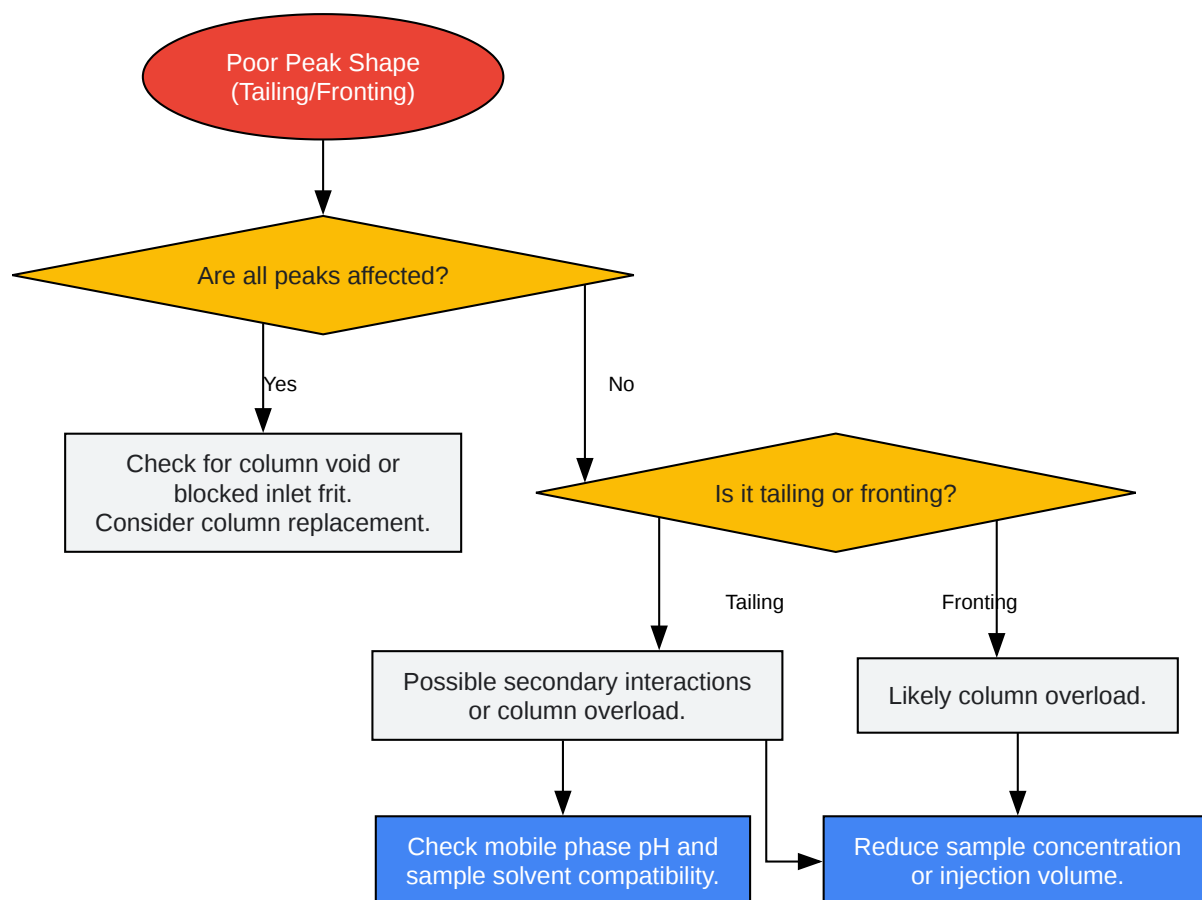 Poor Peak Shape
(Tailing/Fronting)
Are all peaks affected?
Yes
No
Check for column void or
blocked inlet frit.
Consider column replacement.
Is it tailing or fronting?
Tailing
Fronting
Possible secondary interactions
or column overload.
Likely column overload.
Check mobile phase pH and
sample solvent compatibility.
Reduce sample concentration
or injection volume.